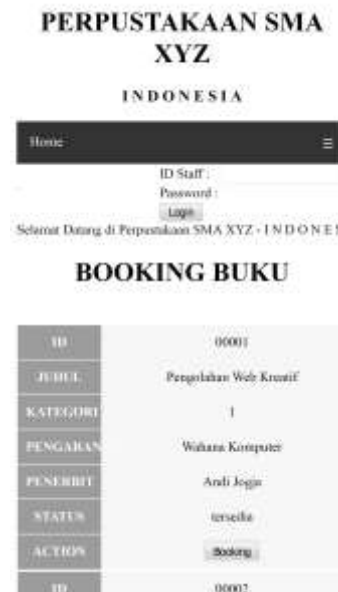 PERPUSTAKAAN SMA
XYZ
INDONESIA
Home
ID Staff :
Password :
Login
Selamat Datang di Perpustakaan SMA XYZ - I N D O N E S
BOOKING BUKU
ID 00001
JUDUL Pengolahan Web Kreatif
KATEGORI 1
PENGARAN Wahana Komputer
PENERBIT Andi Jogja
STATUS tersedia
ACTION Booking
ID 00002